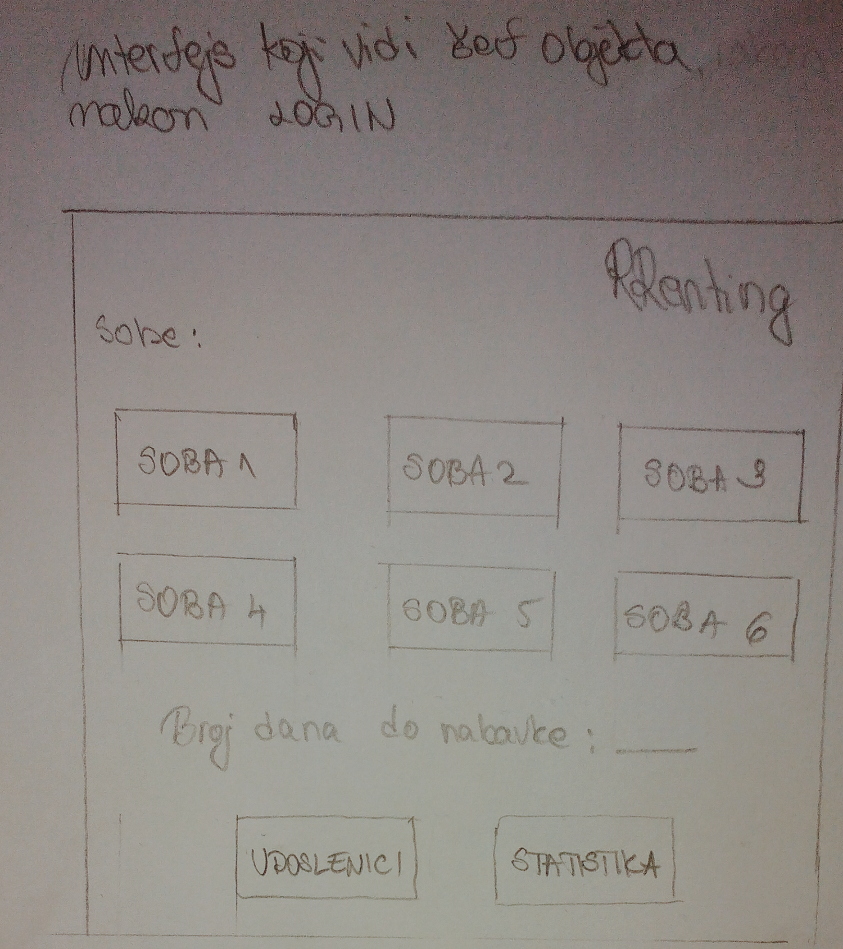 Interfejs koji vidi šef objekta,
nakon LOGIN
RRenting
Sobe:
SOBA 1 SOBA 2 SOBA 3
SOBA 4 SOBA 5 SOBA 6
Broj dana do nabavke: ____
UPOSLENICI STATISTIKA